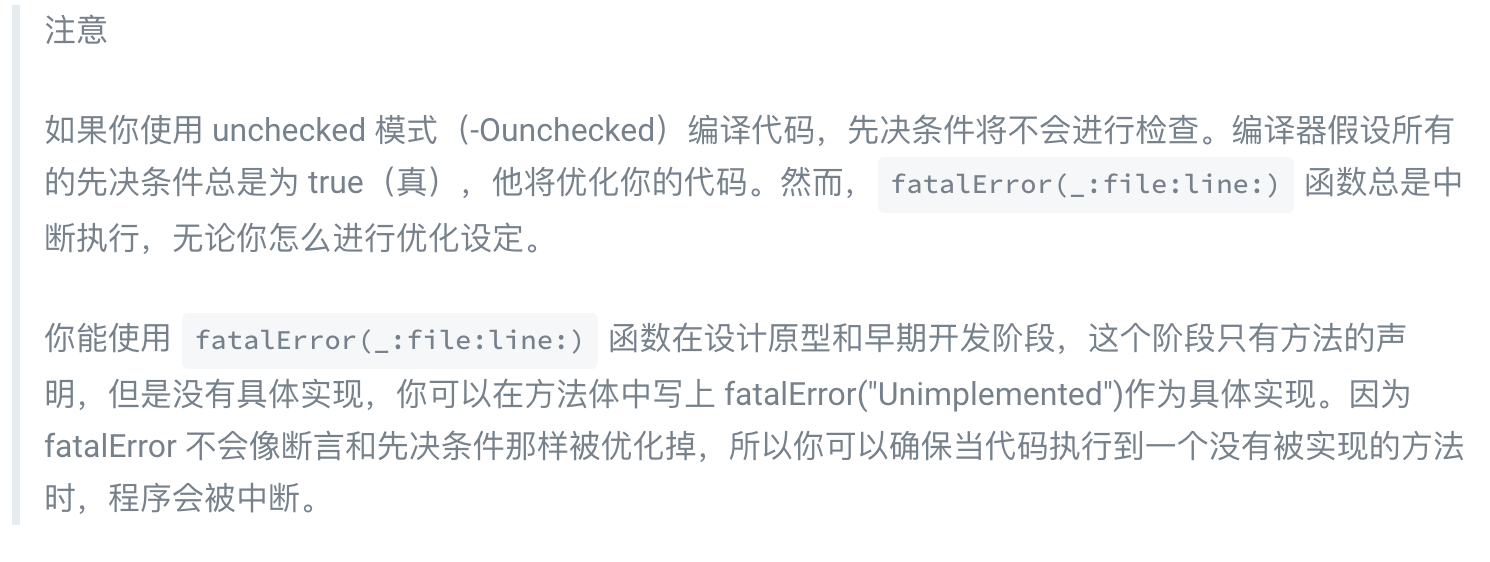 注意
如果你使用 unchecked 模式（-Ounchecked）编译代码，先决条件将不会进行检查。编译器假设所有
的先决条件总是为 true（真），他将优化你的代码。然而，fatalError(_:file:line:) 函数总是中
断执行，无论你怎么进行优化设定。
你能使用 fatalError(_:file:line:) 函数在设计原型和早期开发阶段，这个阶段只有方法的声
明，但是没有具体实现，你可以在方法体中写上 fatalError("Unimplemented")作为具体实现。因为
fatalError 不会像断言和先决条件那样被优化掉，所以你可以确保当代码执行到一个没有被实现的方法
时，程序会被中断。